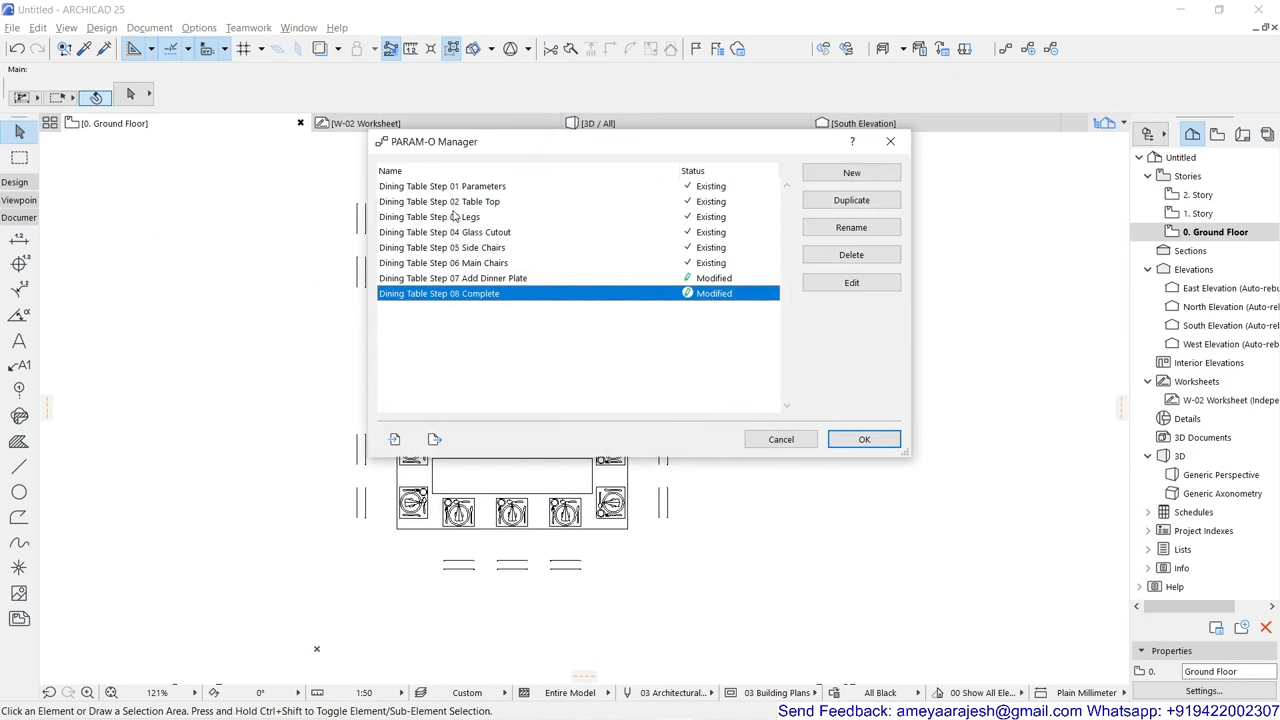 Untitled - ARCHICAD 25
File Edit View Design Document Options Teamwork Window Help
Main:
[0. Ground Floor]
[W-02 Worksheet]
[3D / All]
[South Elevation]
PARAM-O Manager
?
Name Status
Dining Table Step 01 Parameters Existing
Dining Table Step 02 Table Top Existing
Dining Table Step Legs Existing
Dining Table Step 04 Glass Cutout Existing
Dining Table Step 05 Side Chairs Existing
Dining Table Step 06 Main Chairs Existing
Dining Table Step 07 Add Dinner Plate Modified
Dining Table Step 08 Complete Modified
New
Duplicate
Rename
Delete
Edit
Cancel OK
Design
Viewpoin
Documer
A
A1
Untitled
Stories
2. Story
1. Story
0. Ground Floor
Sections
Elevations
East Elevation (Auto-rebu
North Elevation (Auto-re
South Elevation (Auto-reb
West Elevation (Auto-reb
Interior Elevations
Worksheets
W-02 Worksheet (Indepe
Details
3D Documents
3D
Generic Perspective
Generic Axonometry
Schedules
Project Indexes
Lists
Info
Help
Properties
0. Ground Floor
Settings...
121% 0° 1:50 Custom Entire Model 03 Architectural... 03 Building Plans All Black 00 Show All Ele... Plain Millimeter
Click an Element or Draw a Selection Area. Press and Hold Ctrl+Shift to Toggle Element/Sub-Element Selection.
Send Feedback: ameyaarajesh@gmail.com Whatsapp: +919422002307